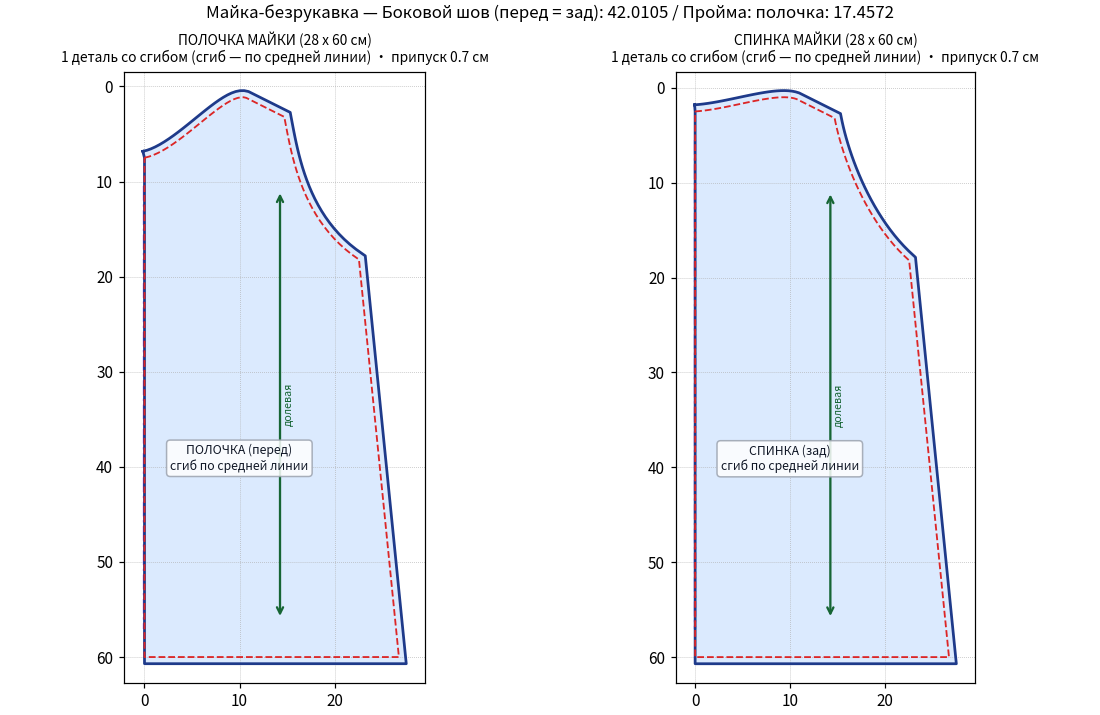 Майка-безрукавка — Боковой шов (перед = зад): 42.0105 / Пройма: полочка: 17.4572
ПОЛОЧКА МАЙКИ (28 x 60 см)
1 деталь со сгибом (сгиб — по средней линии) • припуск 0.7 см
0
10
20
30
40
50
60
0
10
20
долевая
ПОЛОЧКА (перед)
сгиб по средней линии
СПИНКА МАЙКИ (28 x 60 см)
1 деталь со сгибом (сгиб — по средней линии) • припуск 0.7 см
0
10
20
30
40
50
60
0
10
20
долевая
СПИНКА (зад)
сгиб по средней линии